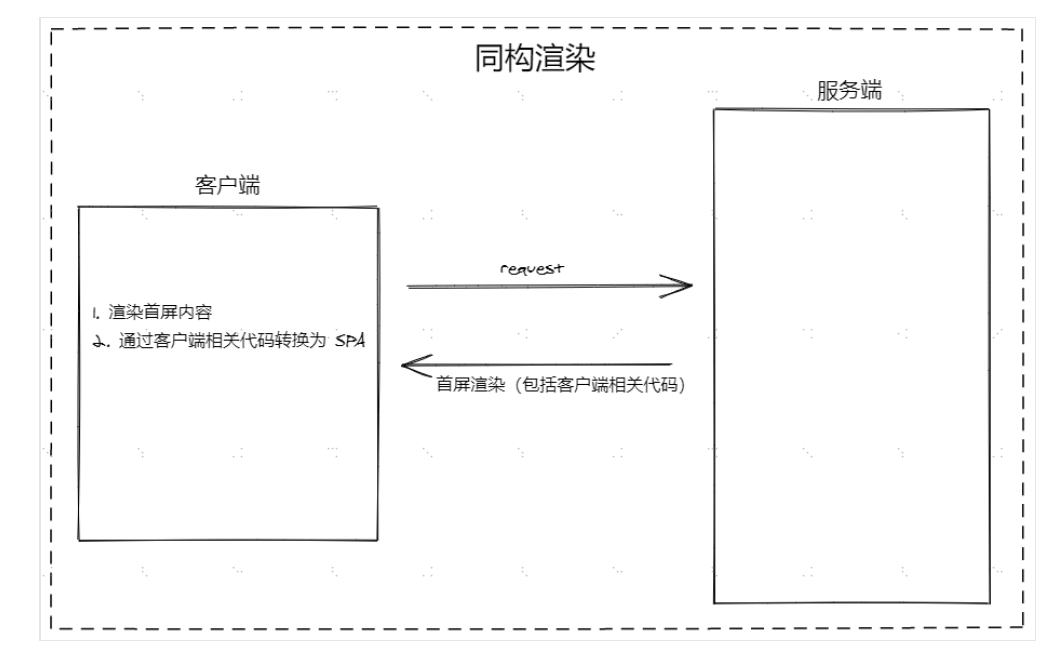 同构渲染
服务端
客户端
request
1. 渲染首屏内容
2. 通过客户端相关代码转换为 SPA
首屏渲染（包括客户端相关代码）